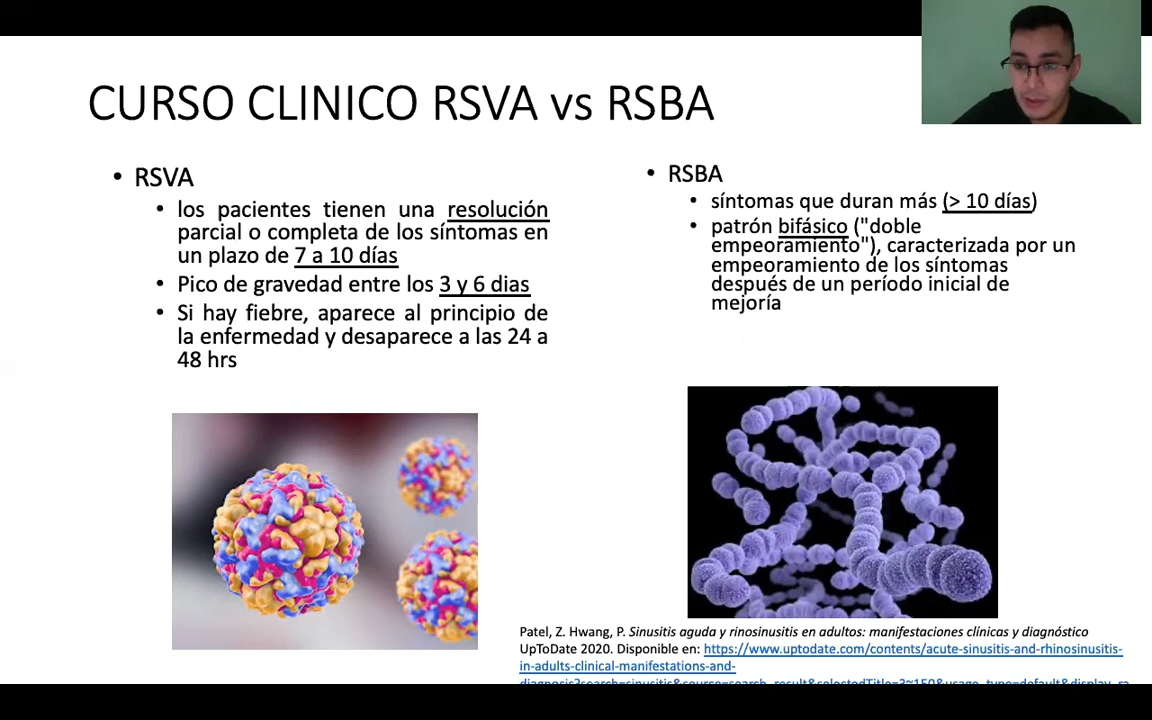 CURSO CLINICO RSVA vs RSBA
• RSVA
• los pacientes tienen una resolución
parcial o completa de los síntomas en
un plazo de 7 a 10 días
• Pico de gravedad entre los 3 y 6 dias
• Si hay fiebre, aparece al principio de
la enfermedad y desaparece a las 24 a
48 hrs
• RSBA
• síntomas que duran más (> 10 días)
• patrón bifásico ("doble
empeoramiento"), caracterizada por un
empeoramiento de los síntomas
después de un período inicial de
mejoría
Patel, Z. Hwang, P. Sinusitis aguda y rinosinusitis en adultos: manifestaciones clínicas y diagnóstico
UpToDate 2020. Disponible en: https://www.uptodate.com/contents/acute-sinusitis-and-rhinosinusitis-
in-adults-clinical-manifestations-and-